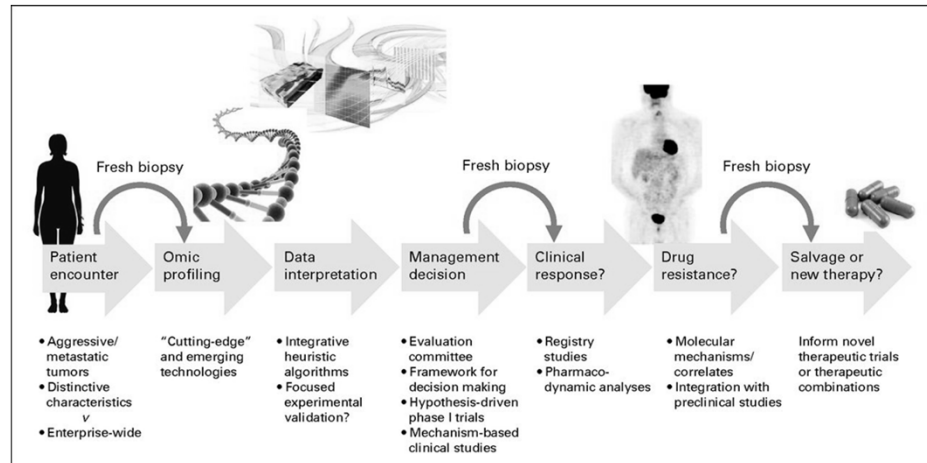 Fresh biopsy
Fresh biopsy
Fresh biopsy
Patient
encounter
Omic
profiling
Data
interpretation
Management
decision
Clinical
response?
Drug
resistance?
Salvage or
new therapy?
• Aggressive/
metastatic
tumors
• Distinctive
characteristics
v
• Enterprise-wide
“Cutting-edge”
and emerging
technologies
• Integrative
heuristic
algorithms
• Focused
experimental
validation?
• Evaluation
committee
• Framework for
decision making
• Hypothesis-driven
phase I trials
• Mechanism-based
clinical studies
• Registry
studies
• Pharmaco-
dynamic analyses
• Molecular
mechanisms/
correlates
• Integration with
preclinical studies
Inform novel
therapeutic trials
or therapeutic
combinations